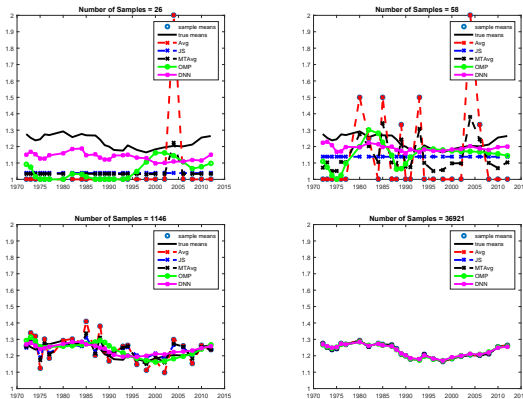 Number of Samples = 26
2
1.9
1.8
1.7
1.6
1.5
1.4
1.3
1.2
1.1
1
1970 1975 1980 1985 1990 1995 2000 2005 2010 2015
sample means
true means
Avg
JS
MTAvg
OMP
DNN
Number of Samples = 58
2
1.9
1.8
1.7
1.6
1.5
1.4
1.3
1.2
1.1
1
1970 1975 1980 1985 1990 1995 2000 2005 2010 201
sample means
true means
Avg
JS
MTAvg
OMP
DNN
Number of Samples = 1146
2
1.9
1.8
1.7
1.6
1.5
1.4
1.3
1.2
1.1
1
1970 1975 1980 1985 1990 1995 2000 2005 2010 2015
sample means
true means
Avg
JS
MTAvg
OMP
DNN
Number of Samples = 36921
2
1.9
1.8
1.7
1.6
1.5
1.4
1.3
1.2
1.1
1
1970 1975 1980 1985 1990 1995 2000 2005 2010 201
sample means
true means
Avg
JS
MTAvg
OMP
DNN